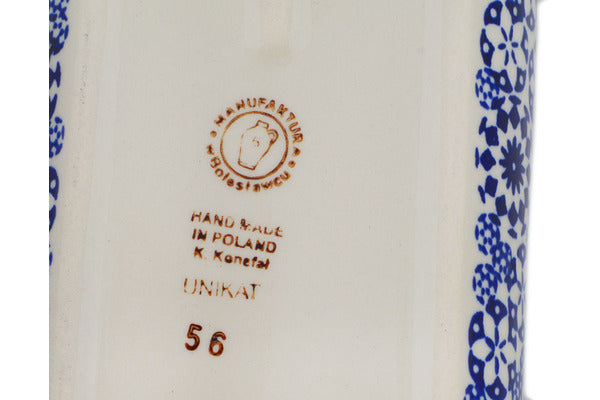 MANUFAKTURA
w Bolesławcu
HAND MADE
IN POLAND
K. Konefał
UNIKAT
56